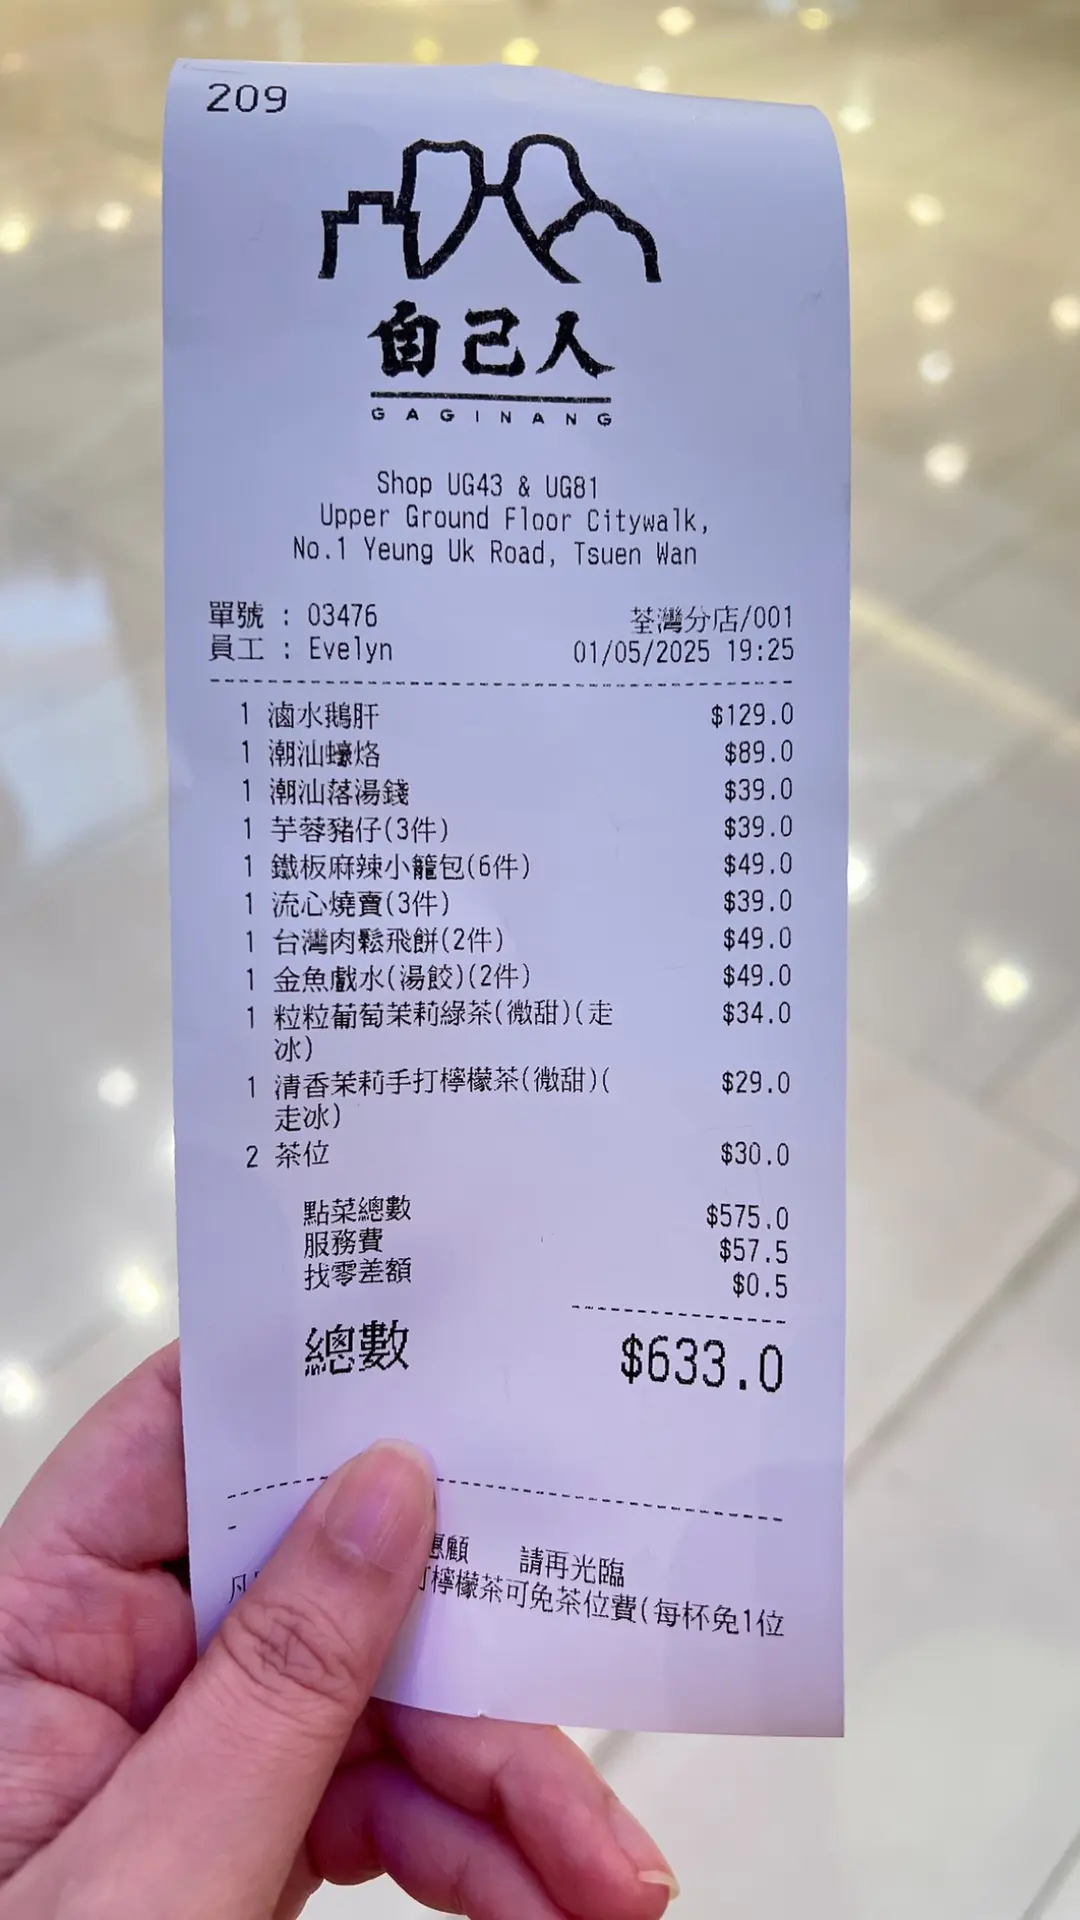 209
自己人
GAGINANG
Shop UG43 & UG81
Upper Ground Floor Citywalk,
No.1 Yeung Uk Road, Tsuen Wan
單號 : 03476 荃灣分店/001
員工 : Evelyn 01/05/2025 19:25
1 滷水鵝肝 $129.0
1 潮汕蠔烙 $89.0
1 潮汕落湯錢 $39.0
1 芋蓉豬仔(3件) $39.0
1 鐵板麻辣小籠包(6件) $49.0
1 流心燒賣(3件) $39.0
1 台灣肉鬆飛餅(2件) $49.0
1 金魚戲水(湯餃)(2件) $49.0
1 粒粒葡萄茉莉綠茶(微甜)(走 $34.0
冰)
1 清香茉莉手打檸檬茶(微甜)( $29.0
走冰)
2 茶位 $30.0
點菜總數 $575.0
服務費 $57.5
找零差額 $0.5
總數 $633.0
惠顧 請再光臨
凡 打檸檬茶可免茶位費(每杯免1位